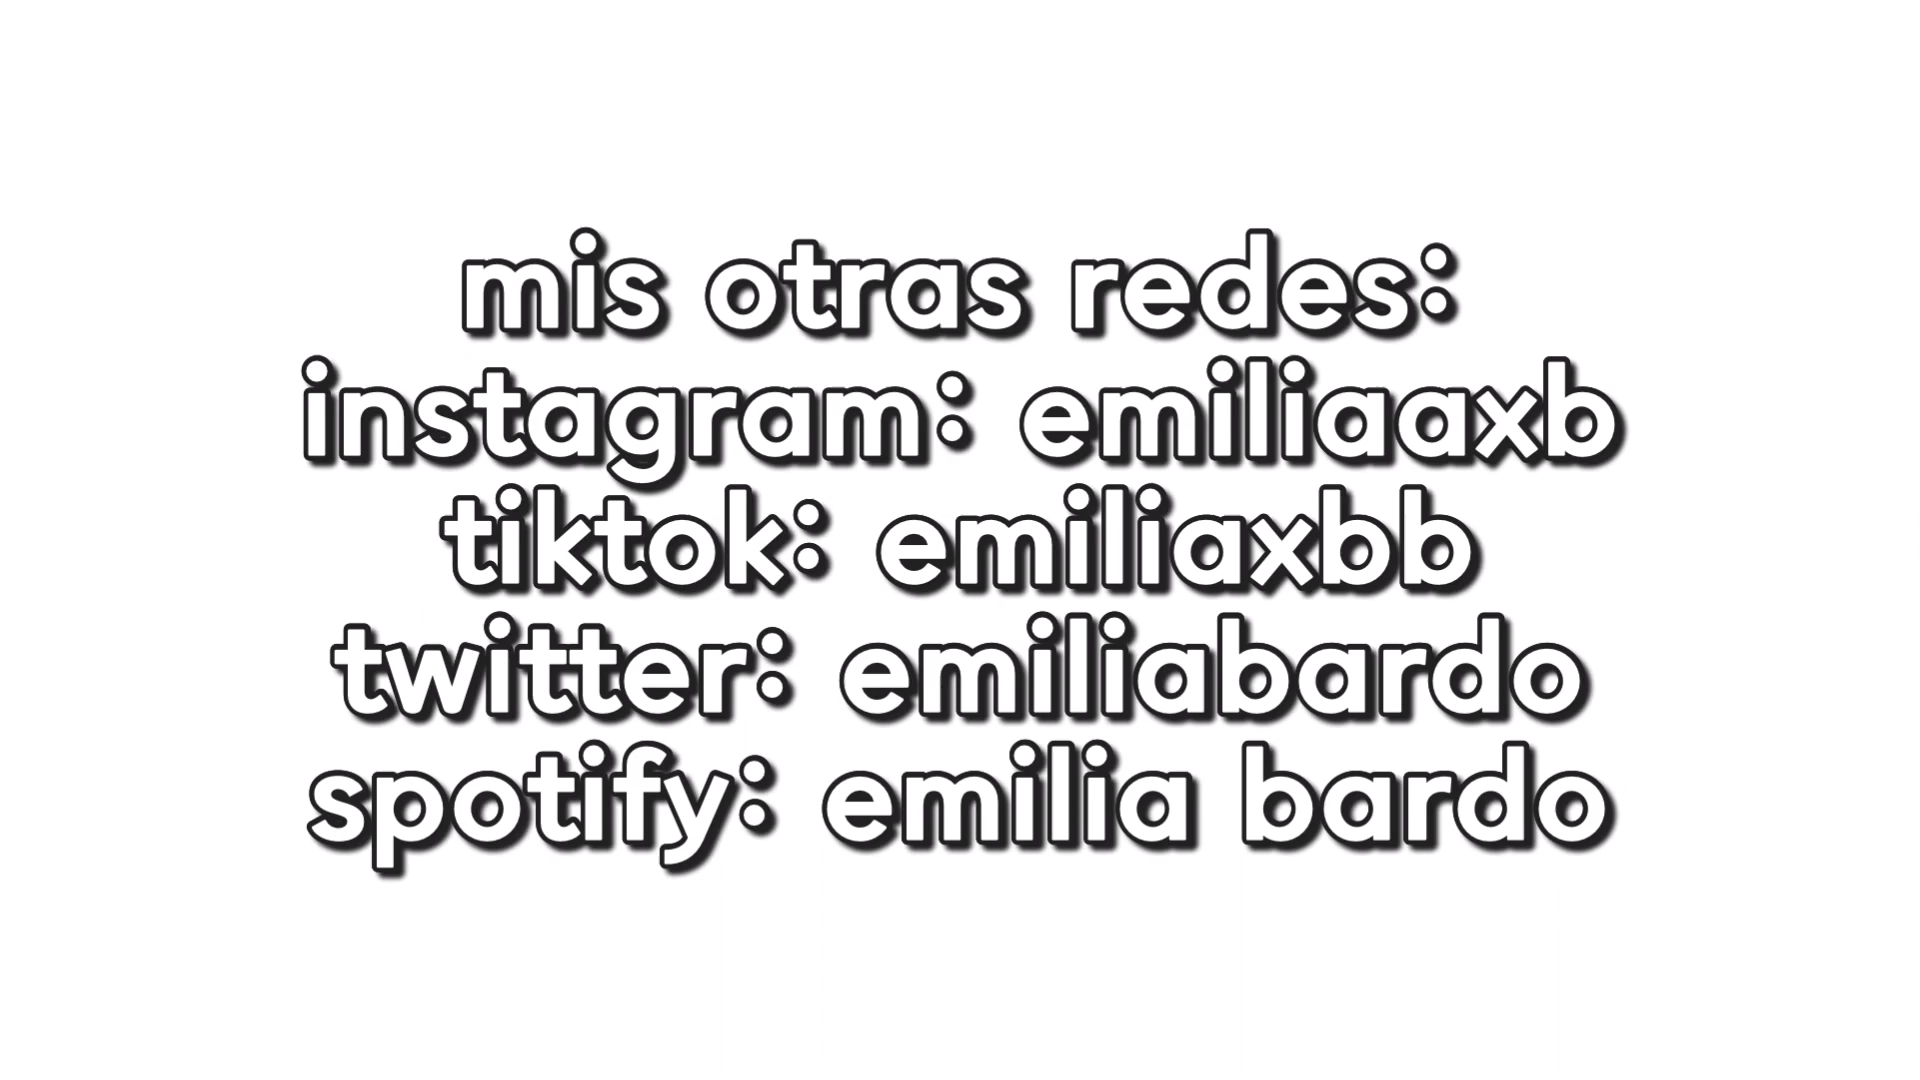 mis otras redes:
instagram: emiliaaxb
tiktok: emiliaxbb
twitter: emiliabardo
spotify: emilia bardo